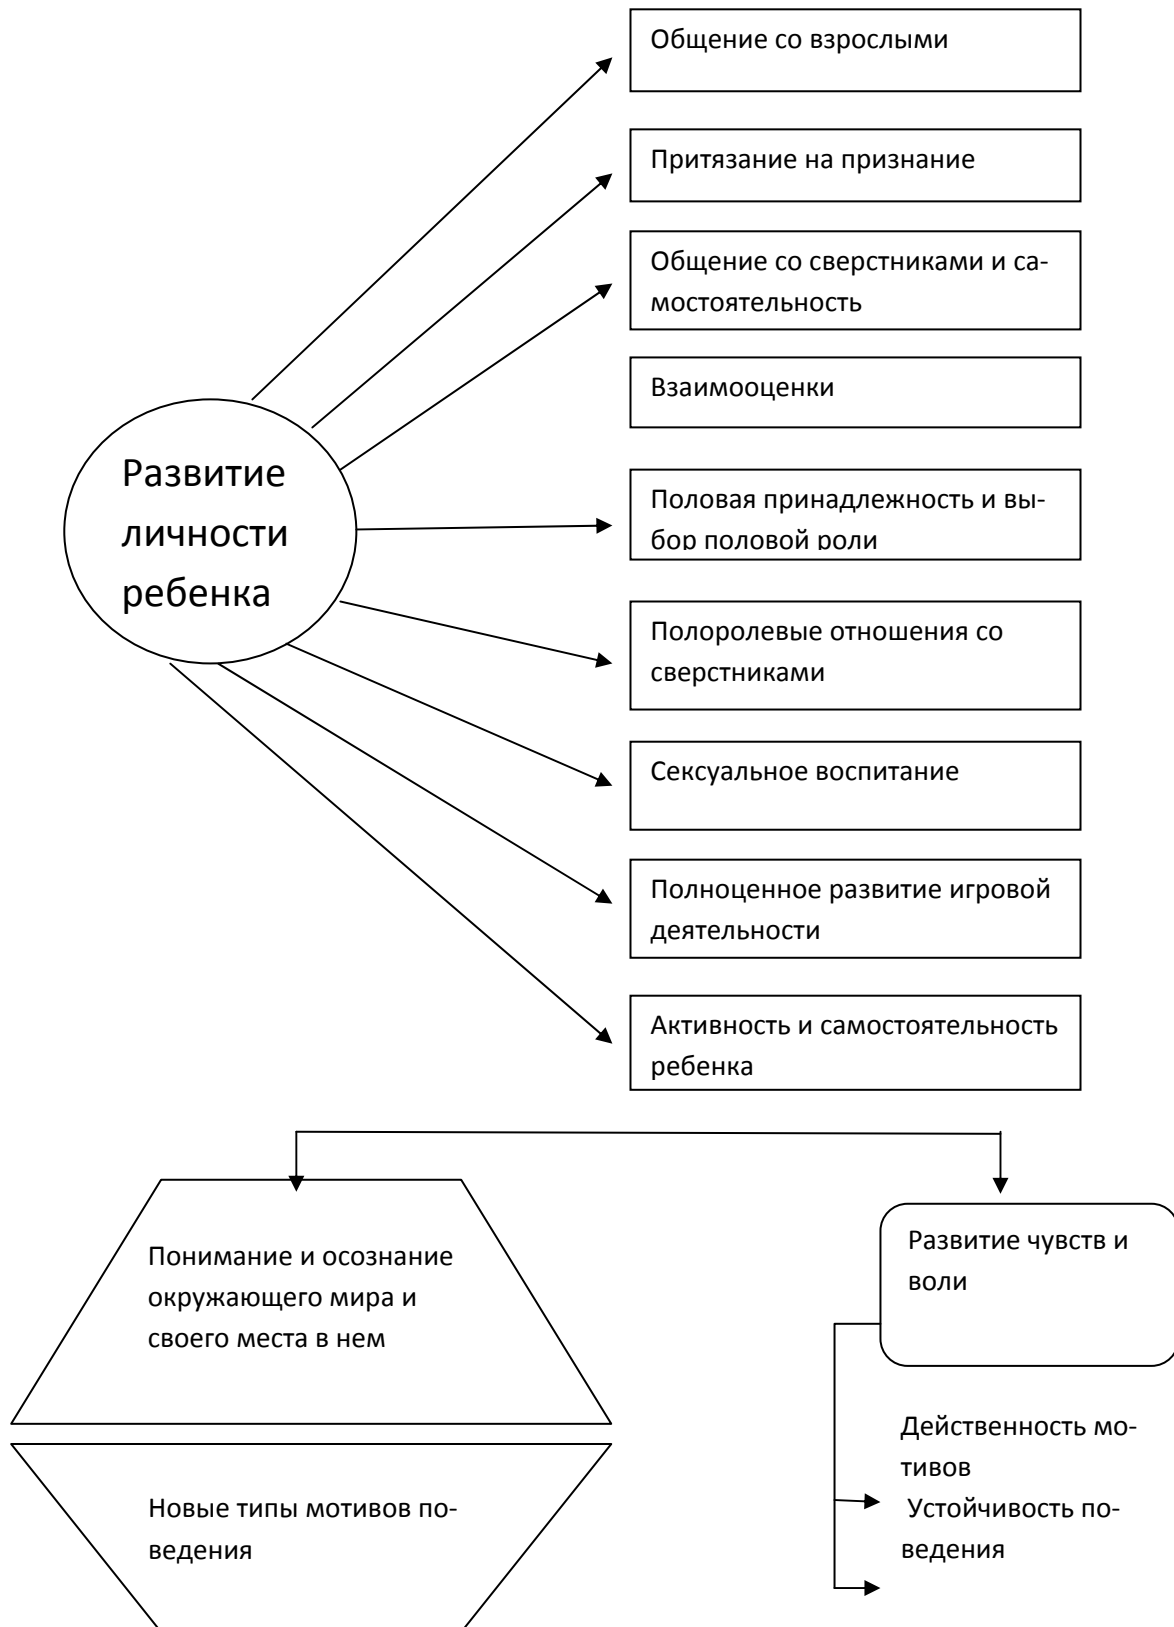 Общение со взрослыми
Притязание на признание
Общение со сверстниками и са-
мостоятельность
Взаимооценки
Развитие
личности
ребенка
Половая принадлежность и вы-
бор половой роли
Полоролевые отношения со
сверстниками
Сексуальное воспитание
Полноценное развитие игровой
деятельности
Активность и самостоятельность
ребенка
Понимание и осознание
окружающего мира и
своего места в нем
Развитие чувств и
воли
Действенность мо-
тивов
Устойчивость по-
ведения
Новые типы мотивов по-
ведения